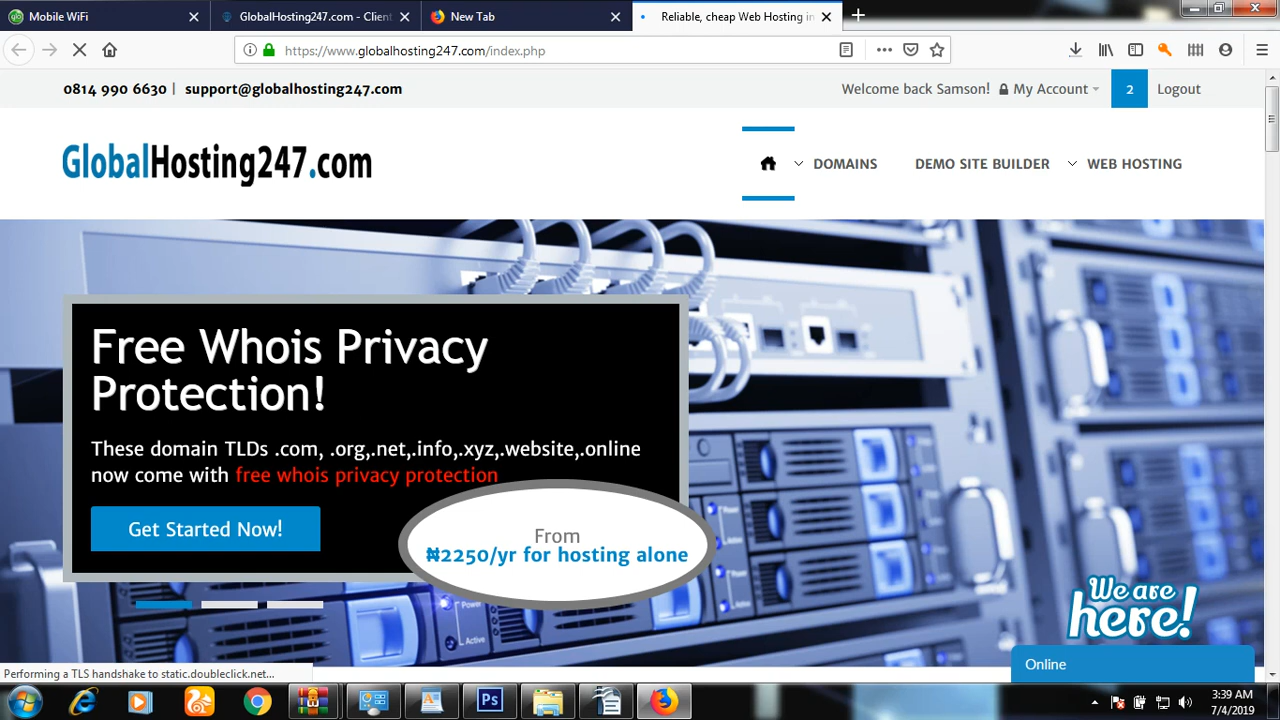 Mobile WiFi
GlobalHosting247.com - Client
New Tab
Reliable, cheap Web Hosting in
https://www.globalhosting247.com/index.php
0814 990 6630 | support@globalhosting247.com
Welcome back Samson! My Account 2 Logout
GlobalHosting247.com
DOMAINS DEMO SITE BUILDER WEB HOSTING
Free Whois Privacy
Protection!
These domain TLDs .com, .org,.net,.info,.xyz,.website,.online
now come with free whois privacy protection
Get Started Now!
From
₦2250/yr for hosting alone
Power
Active
We are
here!
Online
Performing a TLS handshake to static.doubleclick.net...
Ps
3:39 AM
7/4/2019